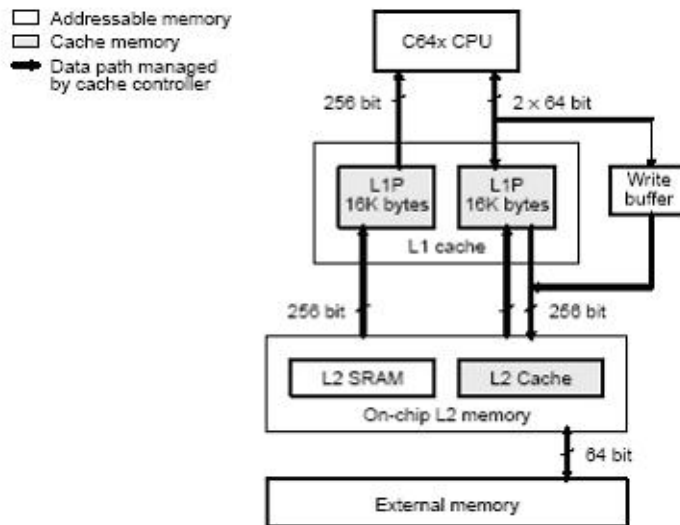 Addressable memory
Cache memory
Data path managed
by cache controller
C64x CPU
256 bit
2 × 64 bit
L1P
16K bytes
L1P
16K bytes
Write
buffer
L1 cache
256 bit
256 bit
L2 SRAM
L2 Cache
On-chip L2 memory
64 bit
External memory